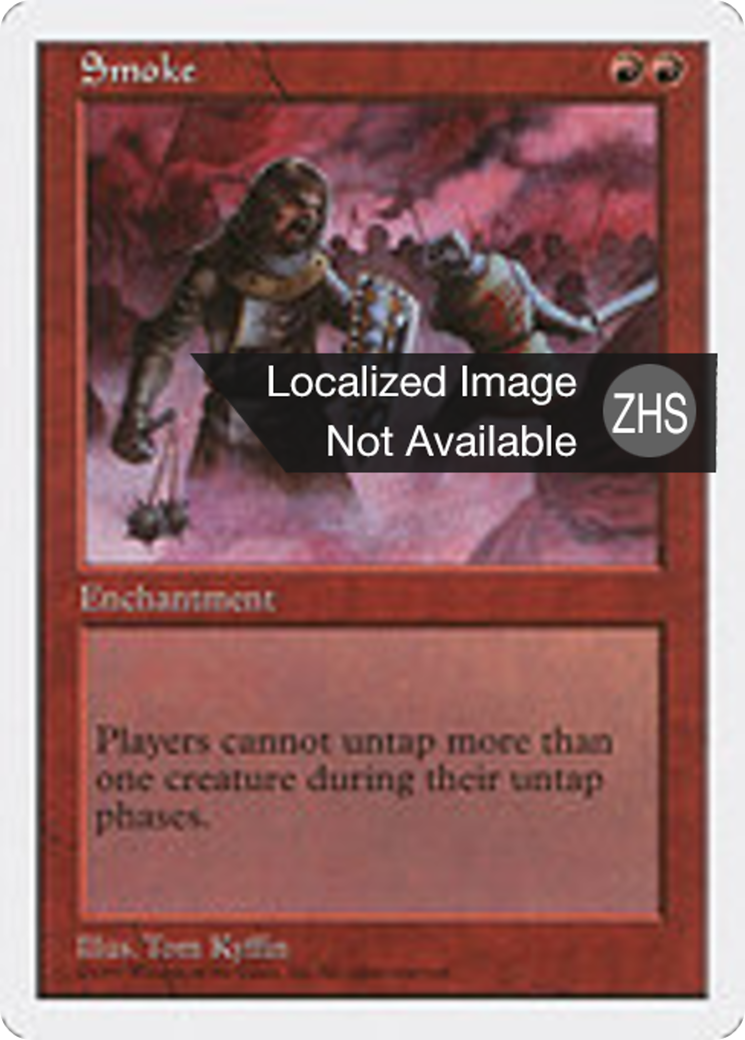 Smoke
Localized Image
Not Available
ZHS
Enchantment
Players cannot untap more than
one creature during their untap
phases.
Illus. Tom Kyffin